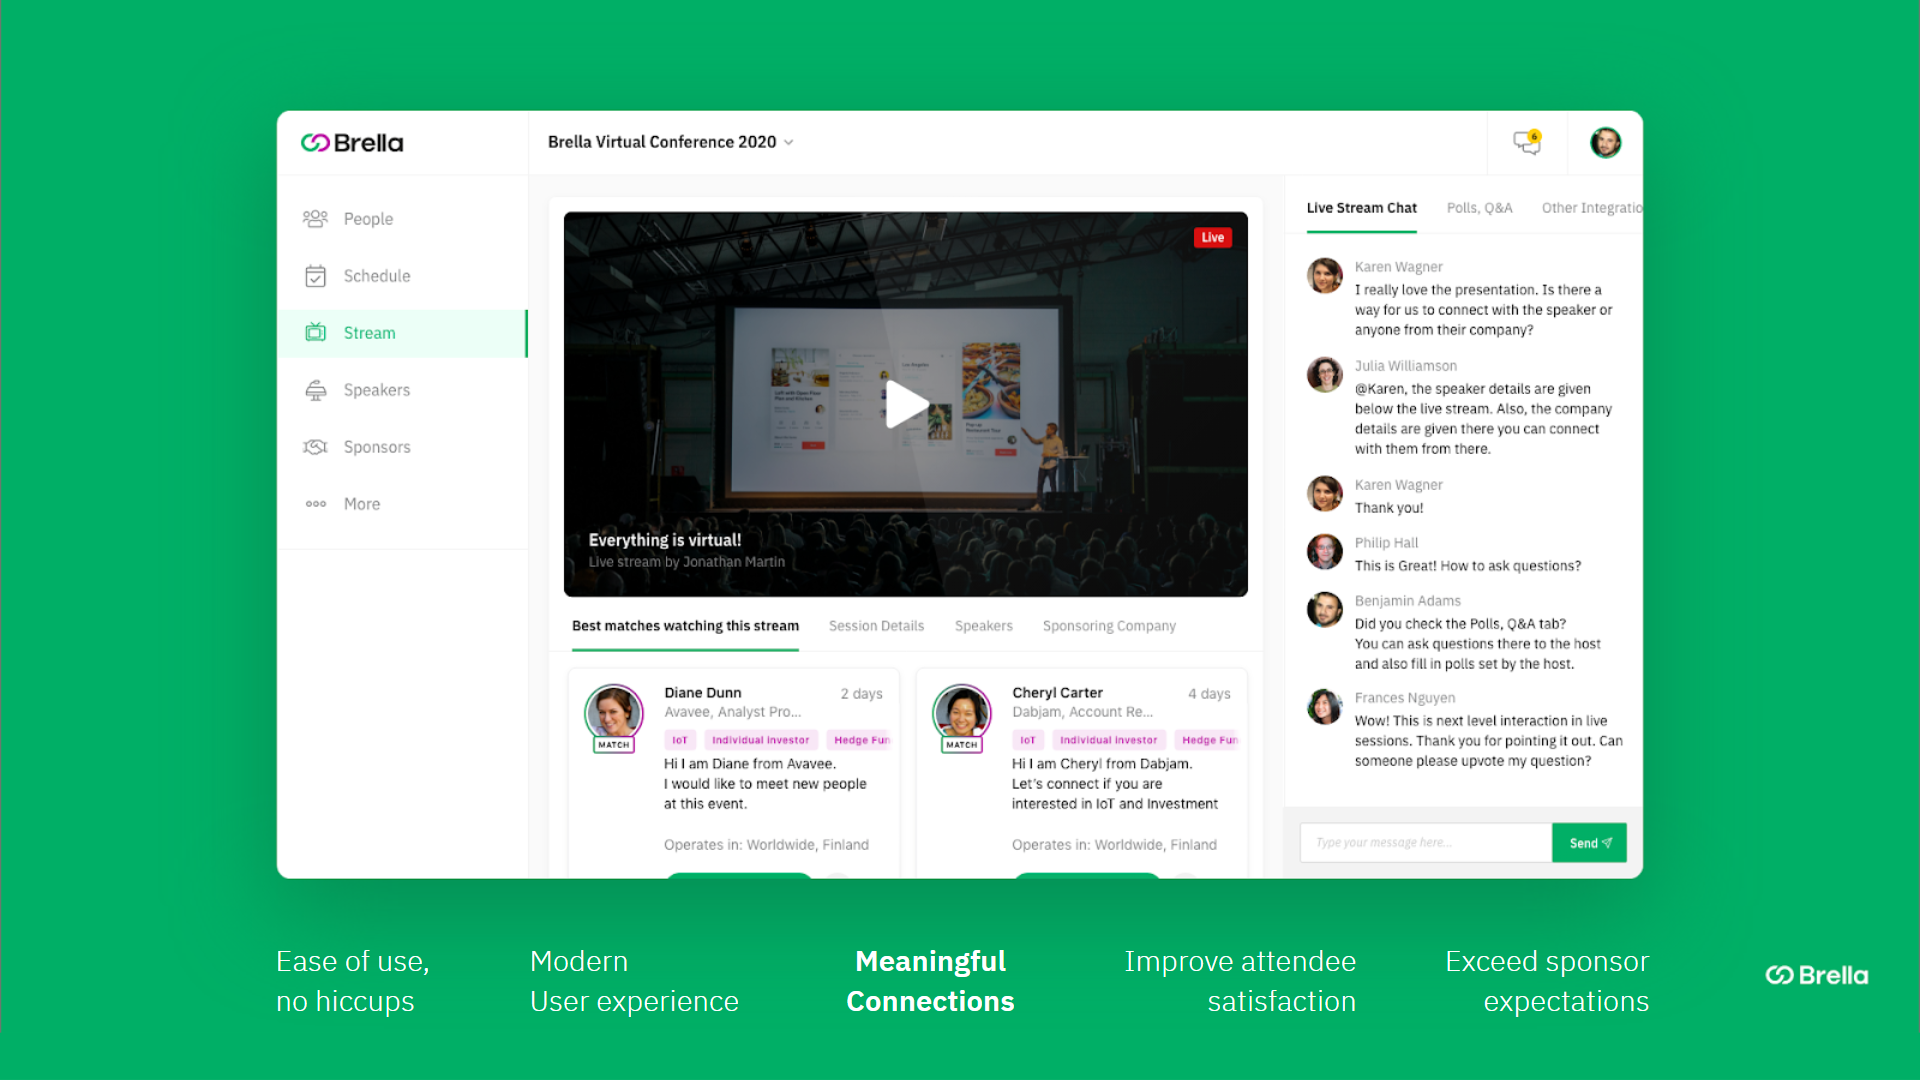 Brella
Brella Virtual Conference 2020
6
People
Schedule
Stream
Speakers
Sponsors
More
Live
Everything is virtual!
Live stream by Jonathan Martin
Best matches watching this stream
Session Details
Speakers
Sponsoring Company
MATCH
Diane Dunn
2 days
Avavee, Analyst Pro...
IoT
Individual Investor
Hedge Fun
Hi I am Diane from Avavee.
I would like to meet new people
at this event.
Operates in: Worldwide, Finland
MATCH
Cheryl Carter
4 days
Dabjam, Account Re...
IoT
Individual Investor
Hedge Fun
Hi I am Cheryl from Dabjam.
Let's connect if you are
interested in IoT and Investment
Operates in: Worldwide, Finland
Live Stream Chat
Polls, Q&A
Other Integratio
Karen Wagner
I really love the presentation. Is there a
way for us to connect with the speaker or
anyone from their company?
Julia Williamson
@Karen, the speaker details are given
below the live stream. Also, the company
details are given there you can connect
with them from there.
Karen Wagner
Thank you!
Philip Hall
This is Great! How to ask questions?
Benjamin Adams
Did you check the Polls, Q&A tab?
You can ask questions there to the host
and also fill in polls set by the host.
Frances Nguyen
Wow! This is next level interaction in live
sessions. Thank you for pointing it out. Can
someone please upvote my question?
Type your message here...
Send
Ease of use,
no hiccups
Modern
User experience
Meaningful
Connections
Improve attendee
satisfaction
Exceed sponsor
expectations
Brella